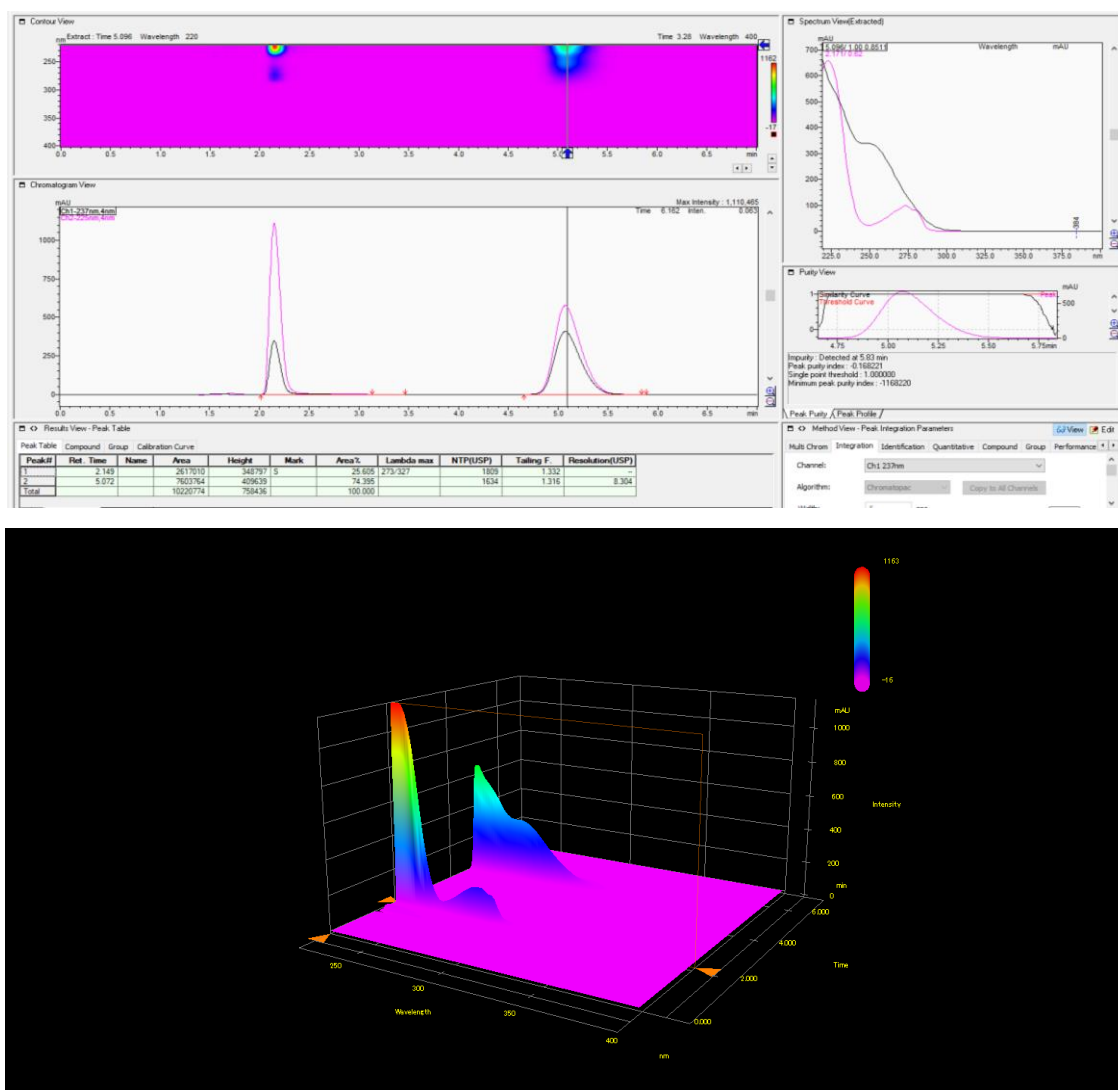 Contour View
nm Extract : Time 5.096 Wavelength 220 Time 3.28 Wavelength 400
250
300
350
400
0.0 0.5 1.0 1.5 2.0 2.5 3.0 3.5 4.0 4.5 5.0 5.5 6.0 6.5 min
1162
-17
Chromatogram View
mAU
Ch1-237nm,4nm
Max Intensity : 1,110,465
Time 6.162 Inten. 0.063
1000
750
500
250
0
0.0 0.5 1.0 1.5 2.0 2.5 3.0 3.5 4.0 4.5 5.0 5.5 6.0 6.5 min
Results View - Peak Table
Peak Table Compound Group Calibration Curve
Peak# Ret. Time Name Area Height Mark Area% Lambda max NTP(USP) Tailing F. Resolution(USP)
1 2.149 2617010 348797 S 25.605 273/327 1809 1.332 --
2 5.072 7603764 409639 74.395 1634 1.316 8.304
Total 10220774 758436 100.000
Spectrum View(Extracted)
mAU
5.096/ 1.00 0.8511 Wavelength mAU
2.171/0.82
700
600
500
400
300
200
100
0
-384
225.0 250.0 275.0 300.0 325.0 350.0 375.0 nm
Purity View
mAU
1
Similarity Curve
Peak
Threshold Curve
500
0
0
4.75 5.00 5.25 5.50 5.75min
Impurity : Detected at 5.83 min
Peak purity index : -0.168221
Single point threshold : 1.000000
Minimum peak purity index : -1168220
Peak Purity Peak Profile
Method View - Peak Integration Parameters View Edit
Multi Chrom Integration Identification Quantitative Compound Group Performance
Channel: Ch1 237nm
Algorithm: Chromatopac Copy to All Channels
1163
-16
mAU
1000
800
600
400
200
0
Intensity
min
6.000
4.000
2.000
0.000
Time
250
300
350
400
Wavelength
nm